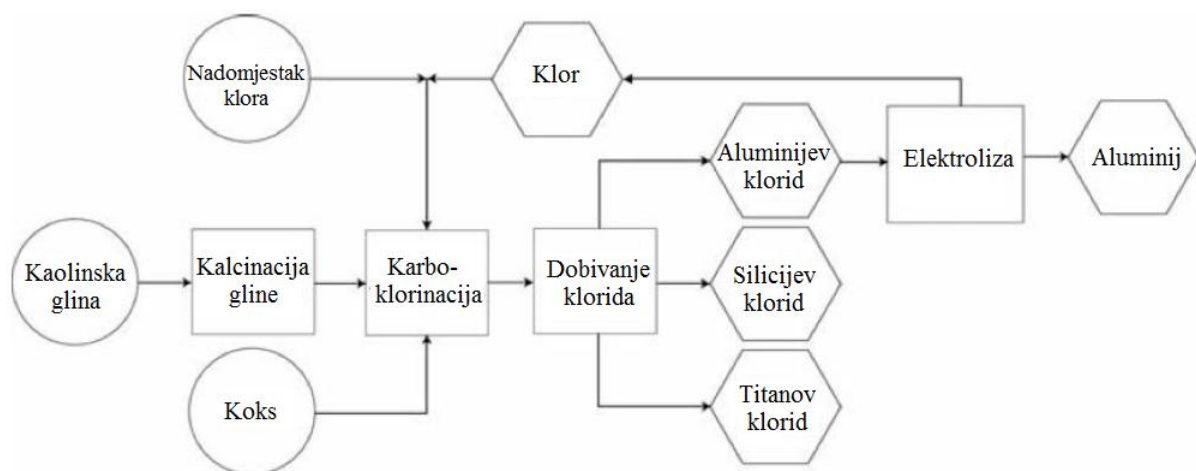 Nadomjestak
klora
Klor
Aluminijev
klorid
Elektroliza
Aluminij
Kaolinska
glina
Kalcinacija
gline
Karbo-
klorinacija
Dobivanje
klorida
Silicijev
klorid
Koks
Titanov
klorid